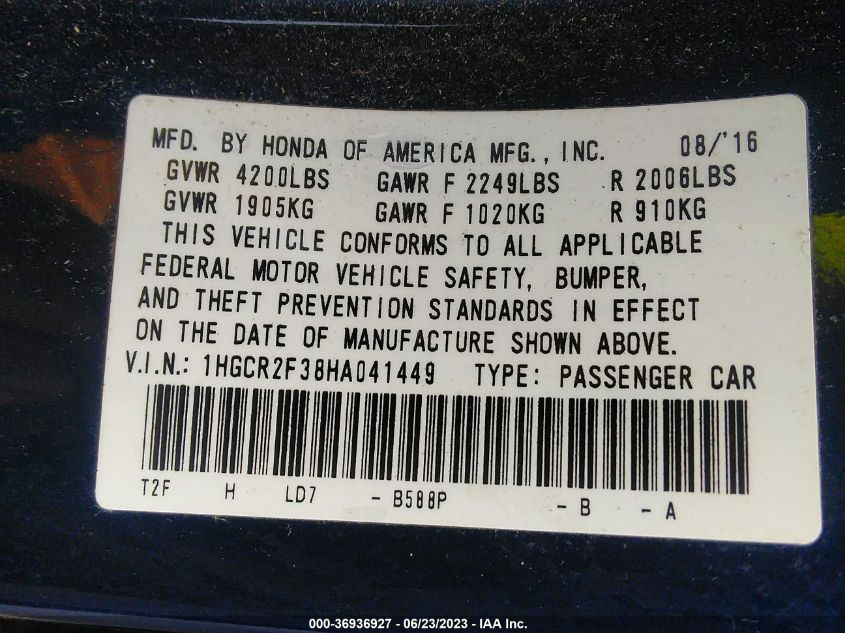 MFD. BY HONDA OF AMERICA MFG., INC. 08/'16
GVWR 4200LBS GAWR F 2249LBS R 2006LBS
GVWR 1905KG GAWR F 1020KG R 910KG
THIS VEHICLE CONFORMS TO ALL APPLICABLE
FEDERAL MOTOR VEHICLE SAFETY, BUMPER,
AND THEFT PREVENTION STANDARDS IN EFFECT
ON THE DATE OF MANUFACTURE SHOWN ABOVE.
V.I.N.: 1HGCR2F38HA041449 TYPE: PASSENGER CAR
T2F H LD7 - B588P - B - A
000-36936927 - 06/23/2023 - IAA Inc.